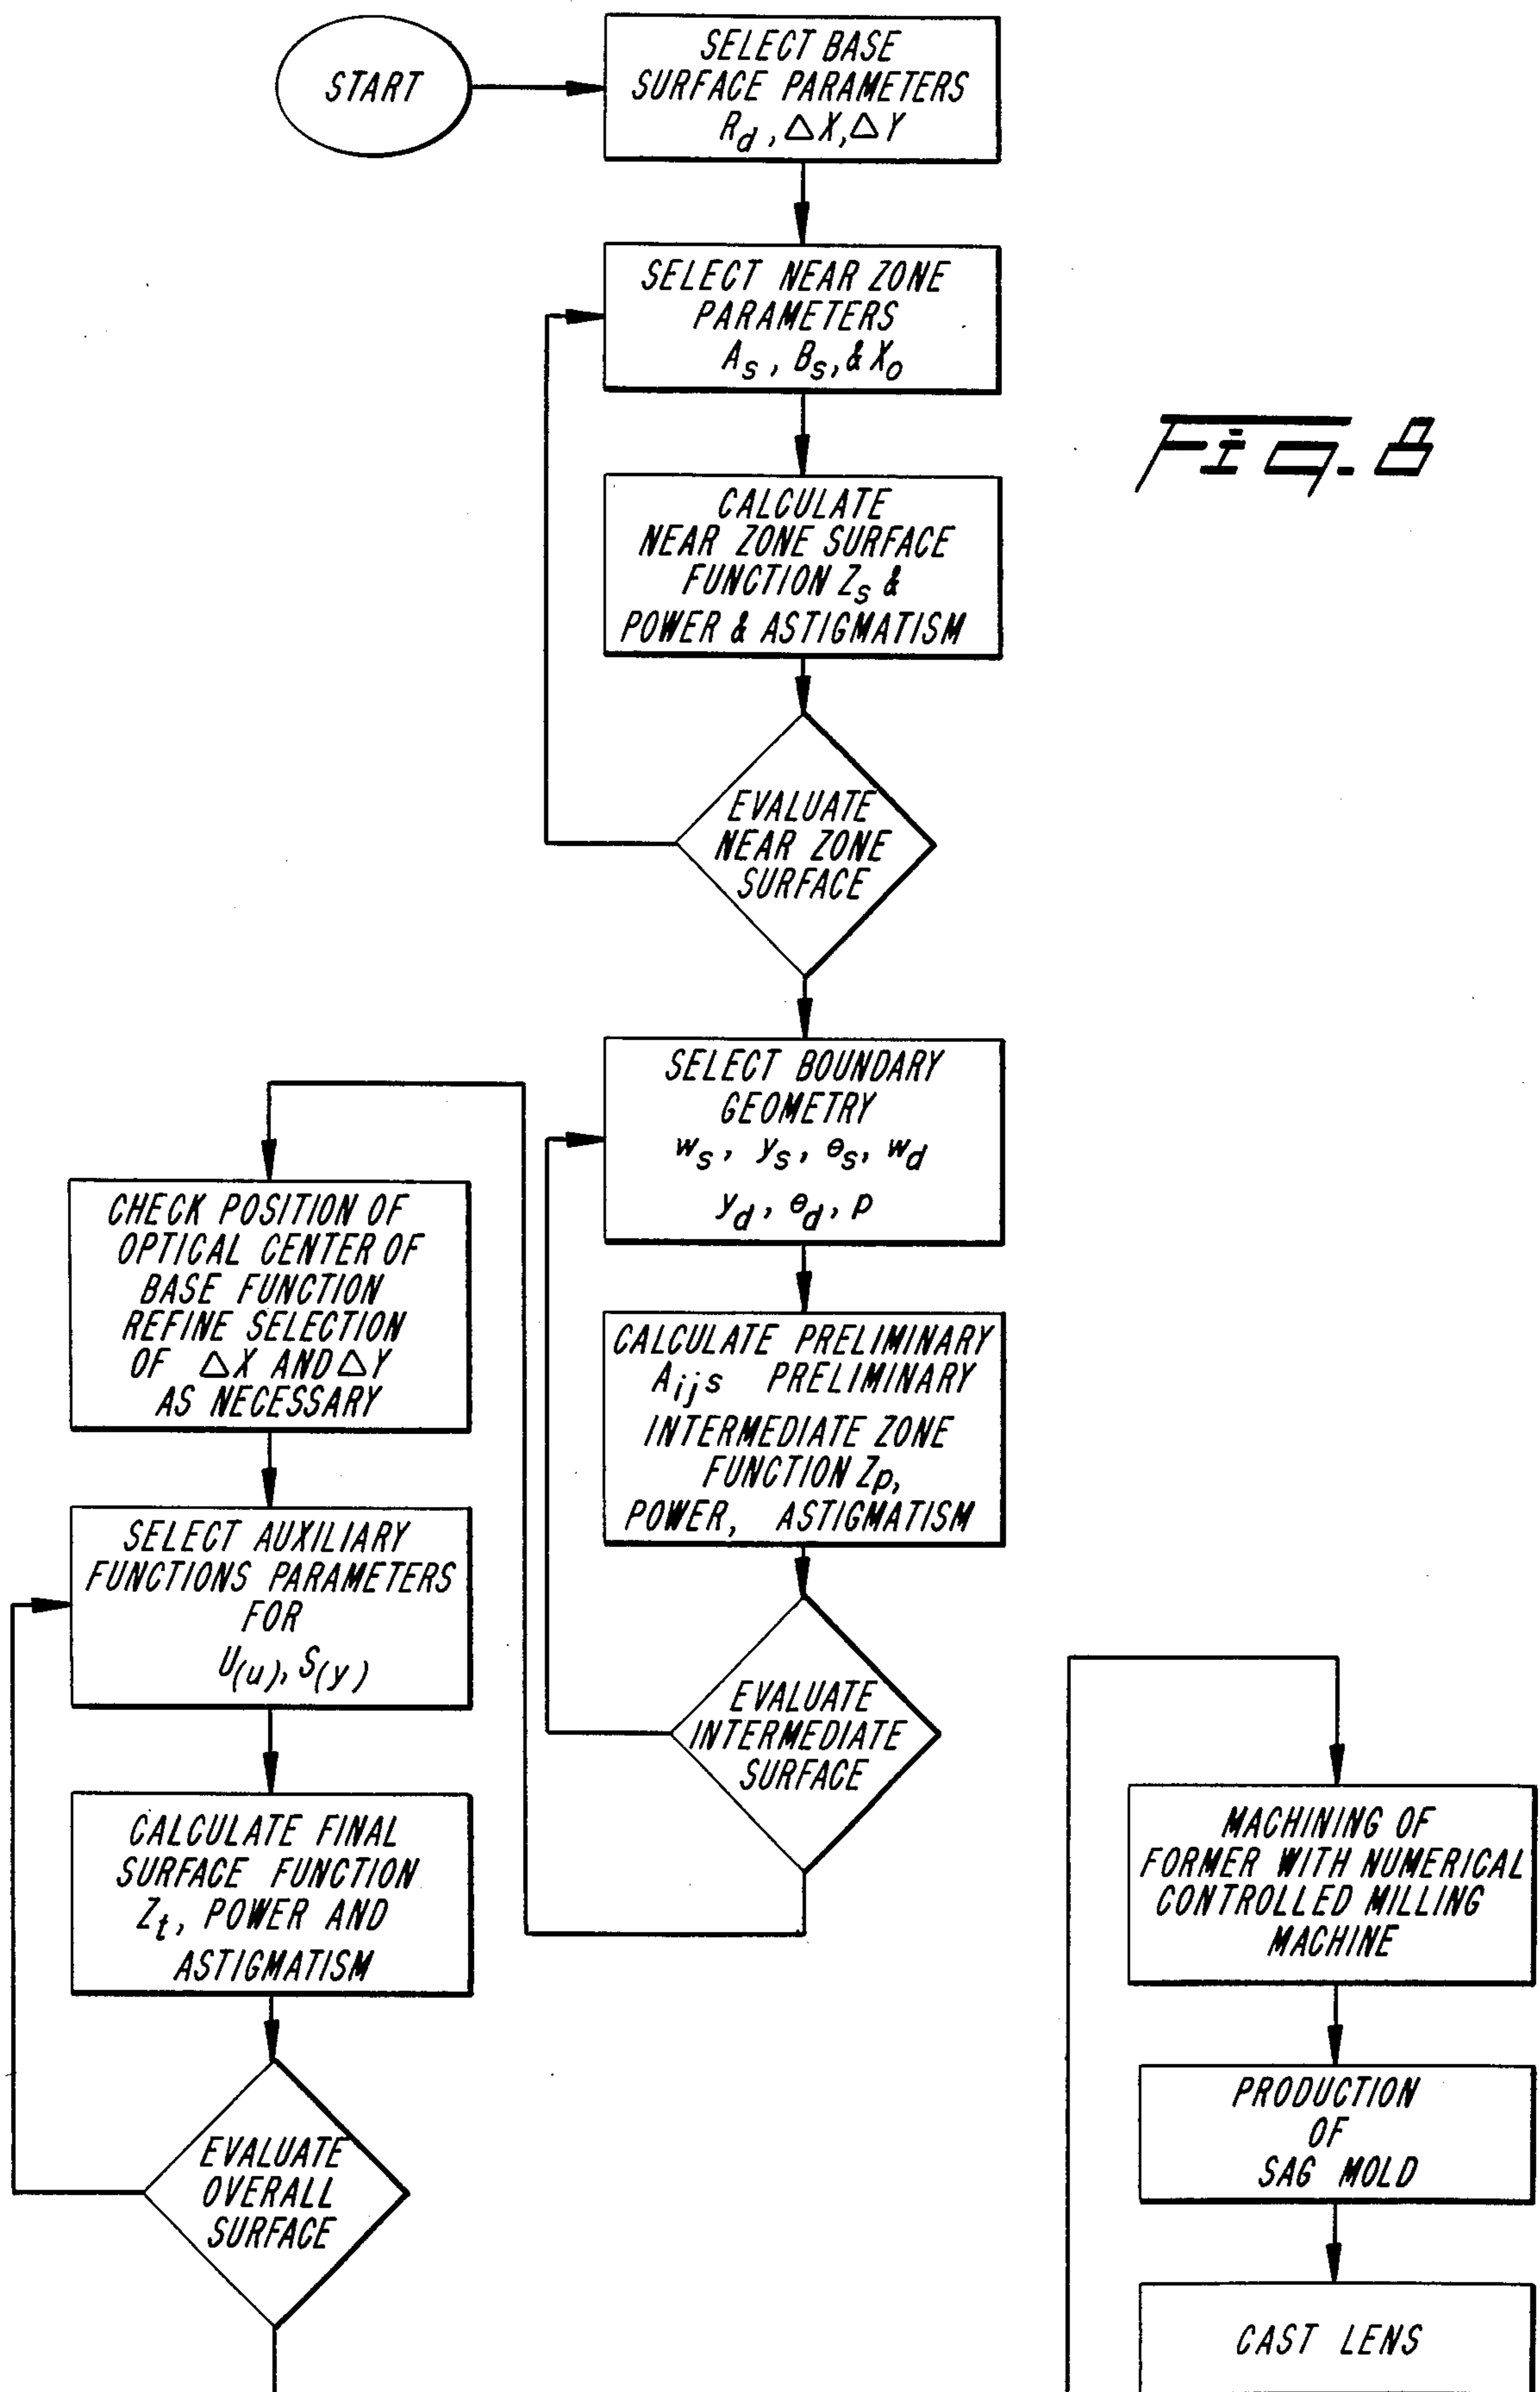 START
SELECT BASE
SURFACE PARAMETERS
R_d, △X, △Y
SELECT NEAR ZONE
PARAMETERS
A_s, B_s, & X_o
Fig. 8
CALCULATE
NEAR ZONE SURFACE
FUNCTION Z_s &
POWER & ASTIGMATISM
EVALUATE
NEAR ZONE
SURFACE
SELECT BOUNDARY
GEOMETRY
w_s, y_s, θ_s, w_d
y_d, θ_d, p
CALCULATE PRELIMINARY
A_ijs PRELIMINARY
INTERMEDIATE ZONE
FUNCTION Z_p,
POWER, ASTIGMATISM
EVALUATE
INTERMEDIATE
SURFACE
CHECK POSITION OF
OPTICAL CENTER OF
BASE FUNCTION
REFINE SELECTION
OF △X AND △Y
AS NECESSARY
SELECT AUXILIARY
FUNCTIONS PARAMETERS
FOR
U(u), S(y)
CALCULATE FINAL
SURFACE FUNCTION
Z_t, POWER AND
ASTIGMATISM
EVALUATE
OVERALL
SURFACE
MACHINING OF
FORMER WITH NUMERICAL
CONTROLLED MILLING
MACHINE
PRODUCTION
OF
SAG MOLD
CAST LENS